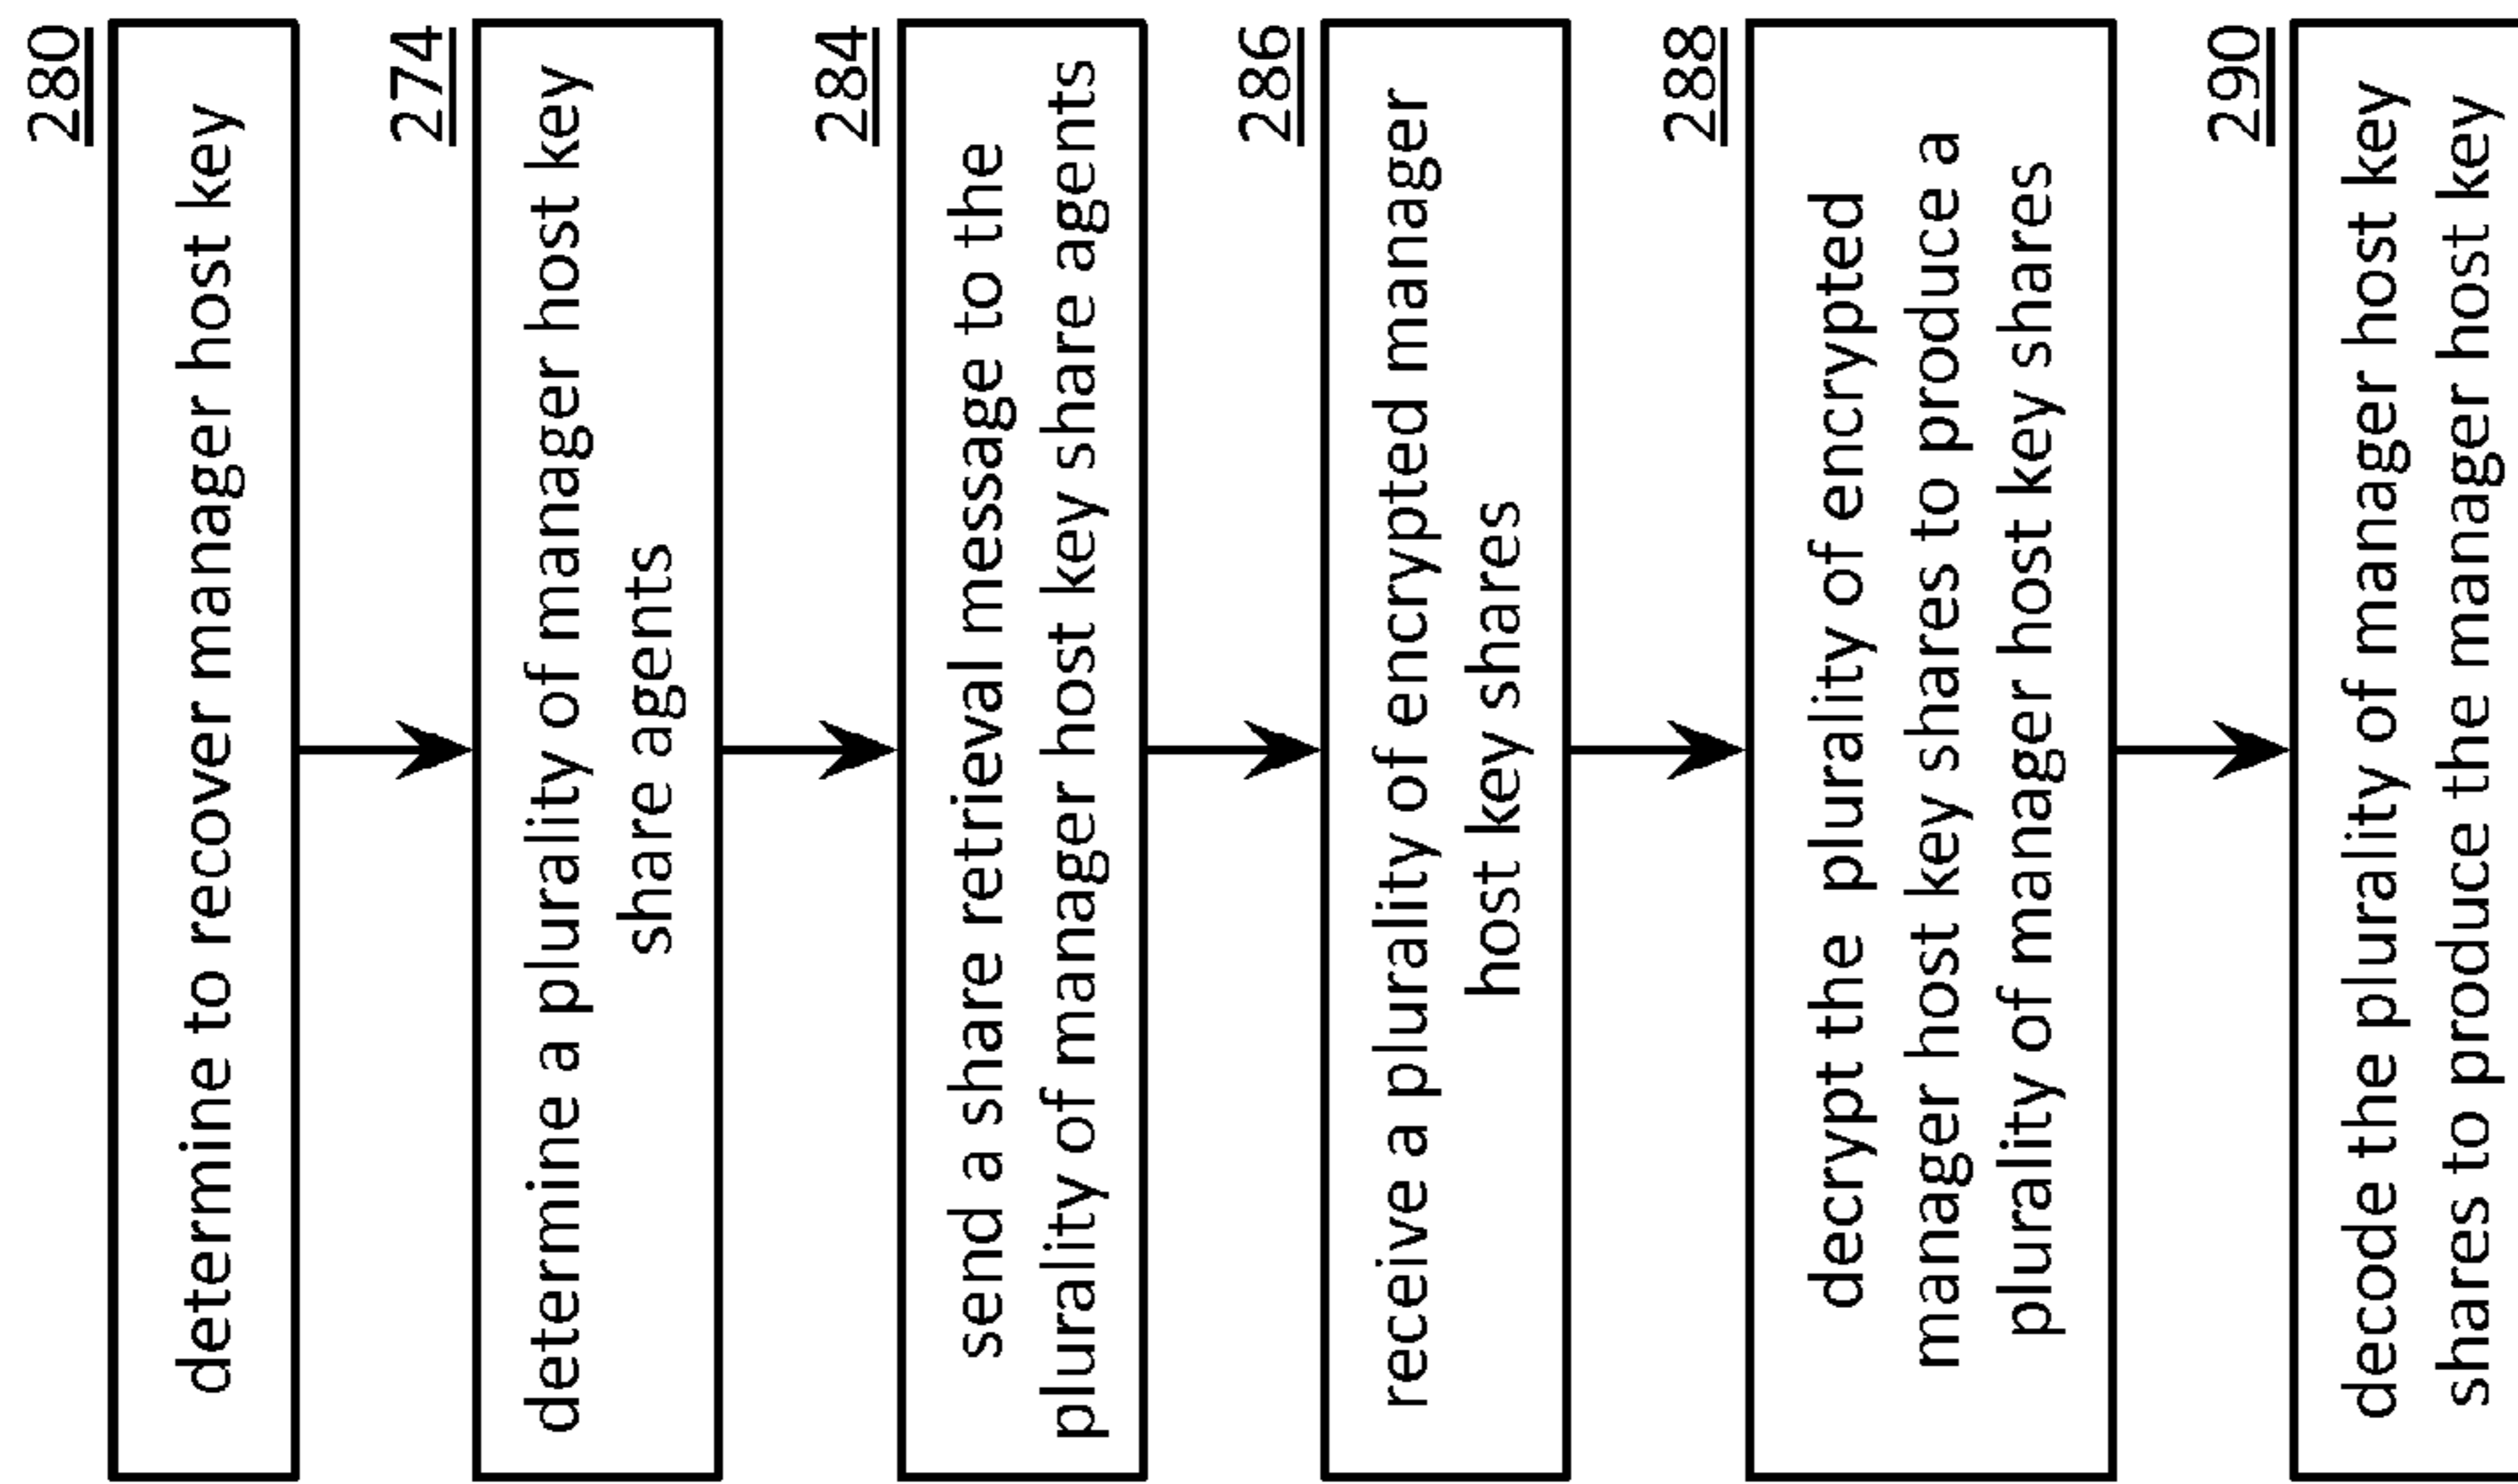 280
determine to recover manager host key
274
determine a plurality of manager host key
share agents
284
send a share retrieval message to the
plurality of manager host key share agents
286
receive a plurality of encrypted manager
host key shares
288
decrypt the plurality of encrypted
manager host key shares to produce a
plurality of manager host key shares
290
decode the plurality of manager host key
shares to produce the manager host key